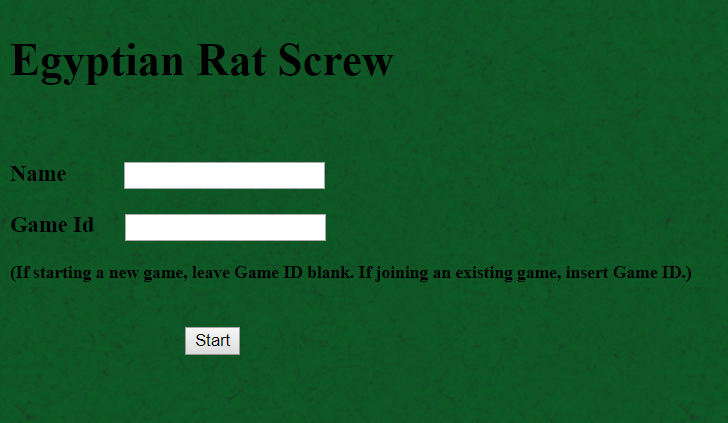 Egyptian Rat Screw
Name
Game Id
(If starting a new game, leave Game ID blank. If joining an existing game, insert Game ID.)
Start